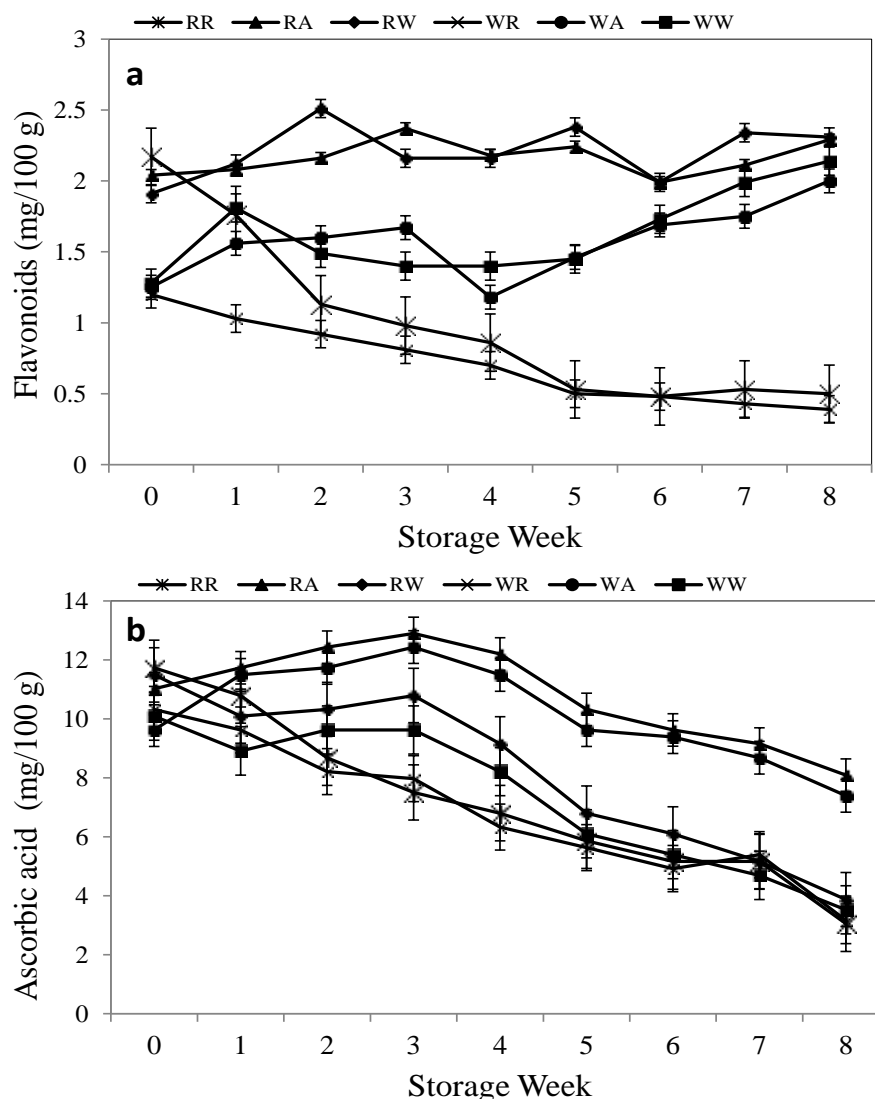 RR RA RW WR WA WW
a
3
2.5
2
1.5
1
0.5
0
Flavonoids (mg/100 g)
0 1 2 3 4 5 6 7 8
Storage Week
RR RA RW WR WA WW
b
14
12
10
8
6
4
2
0
Ascorbic acid (mg/100 g)
0 1 2 3 4 5 6 7 8
Storage Week